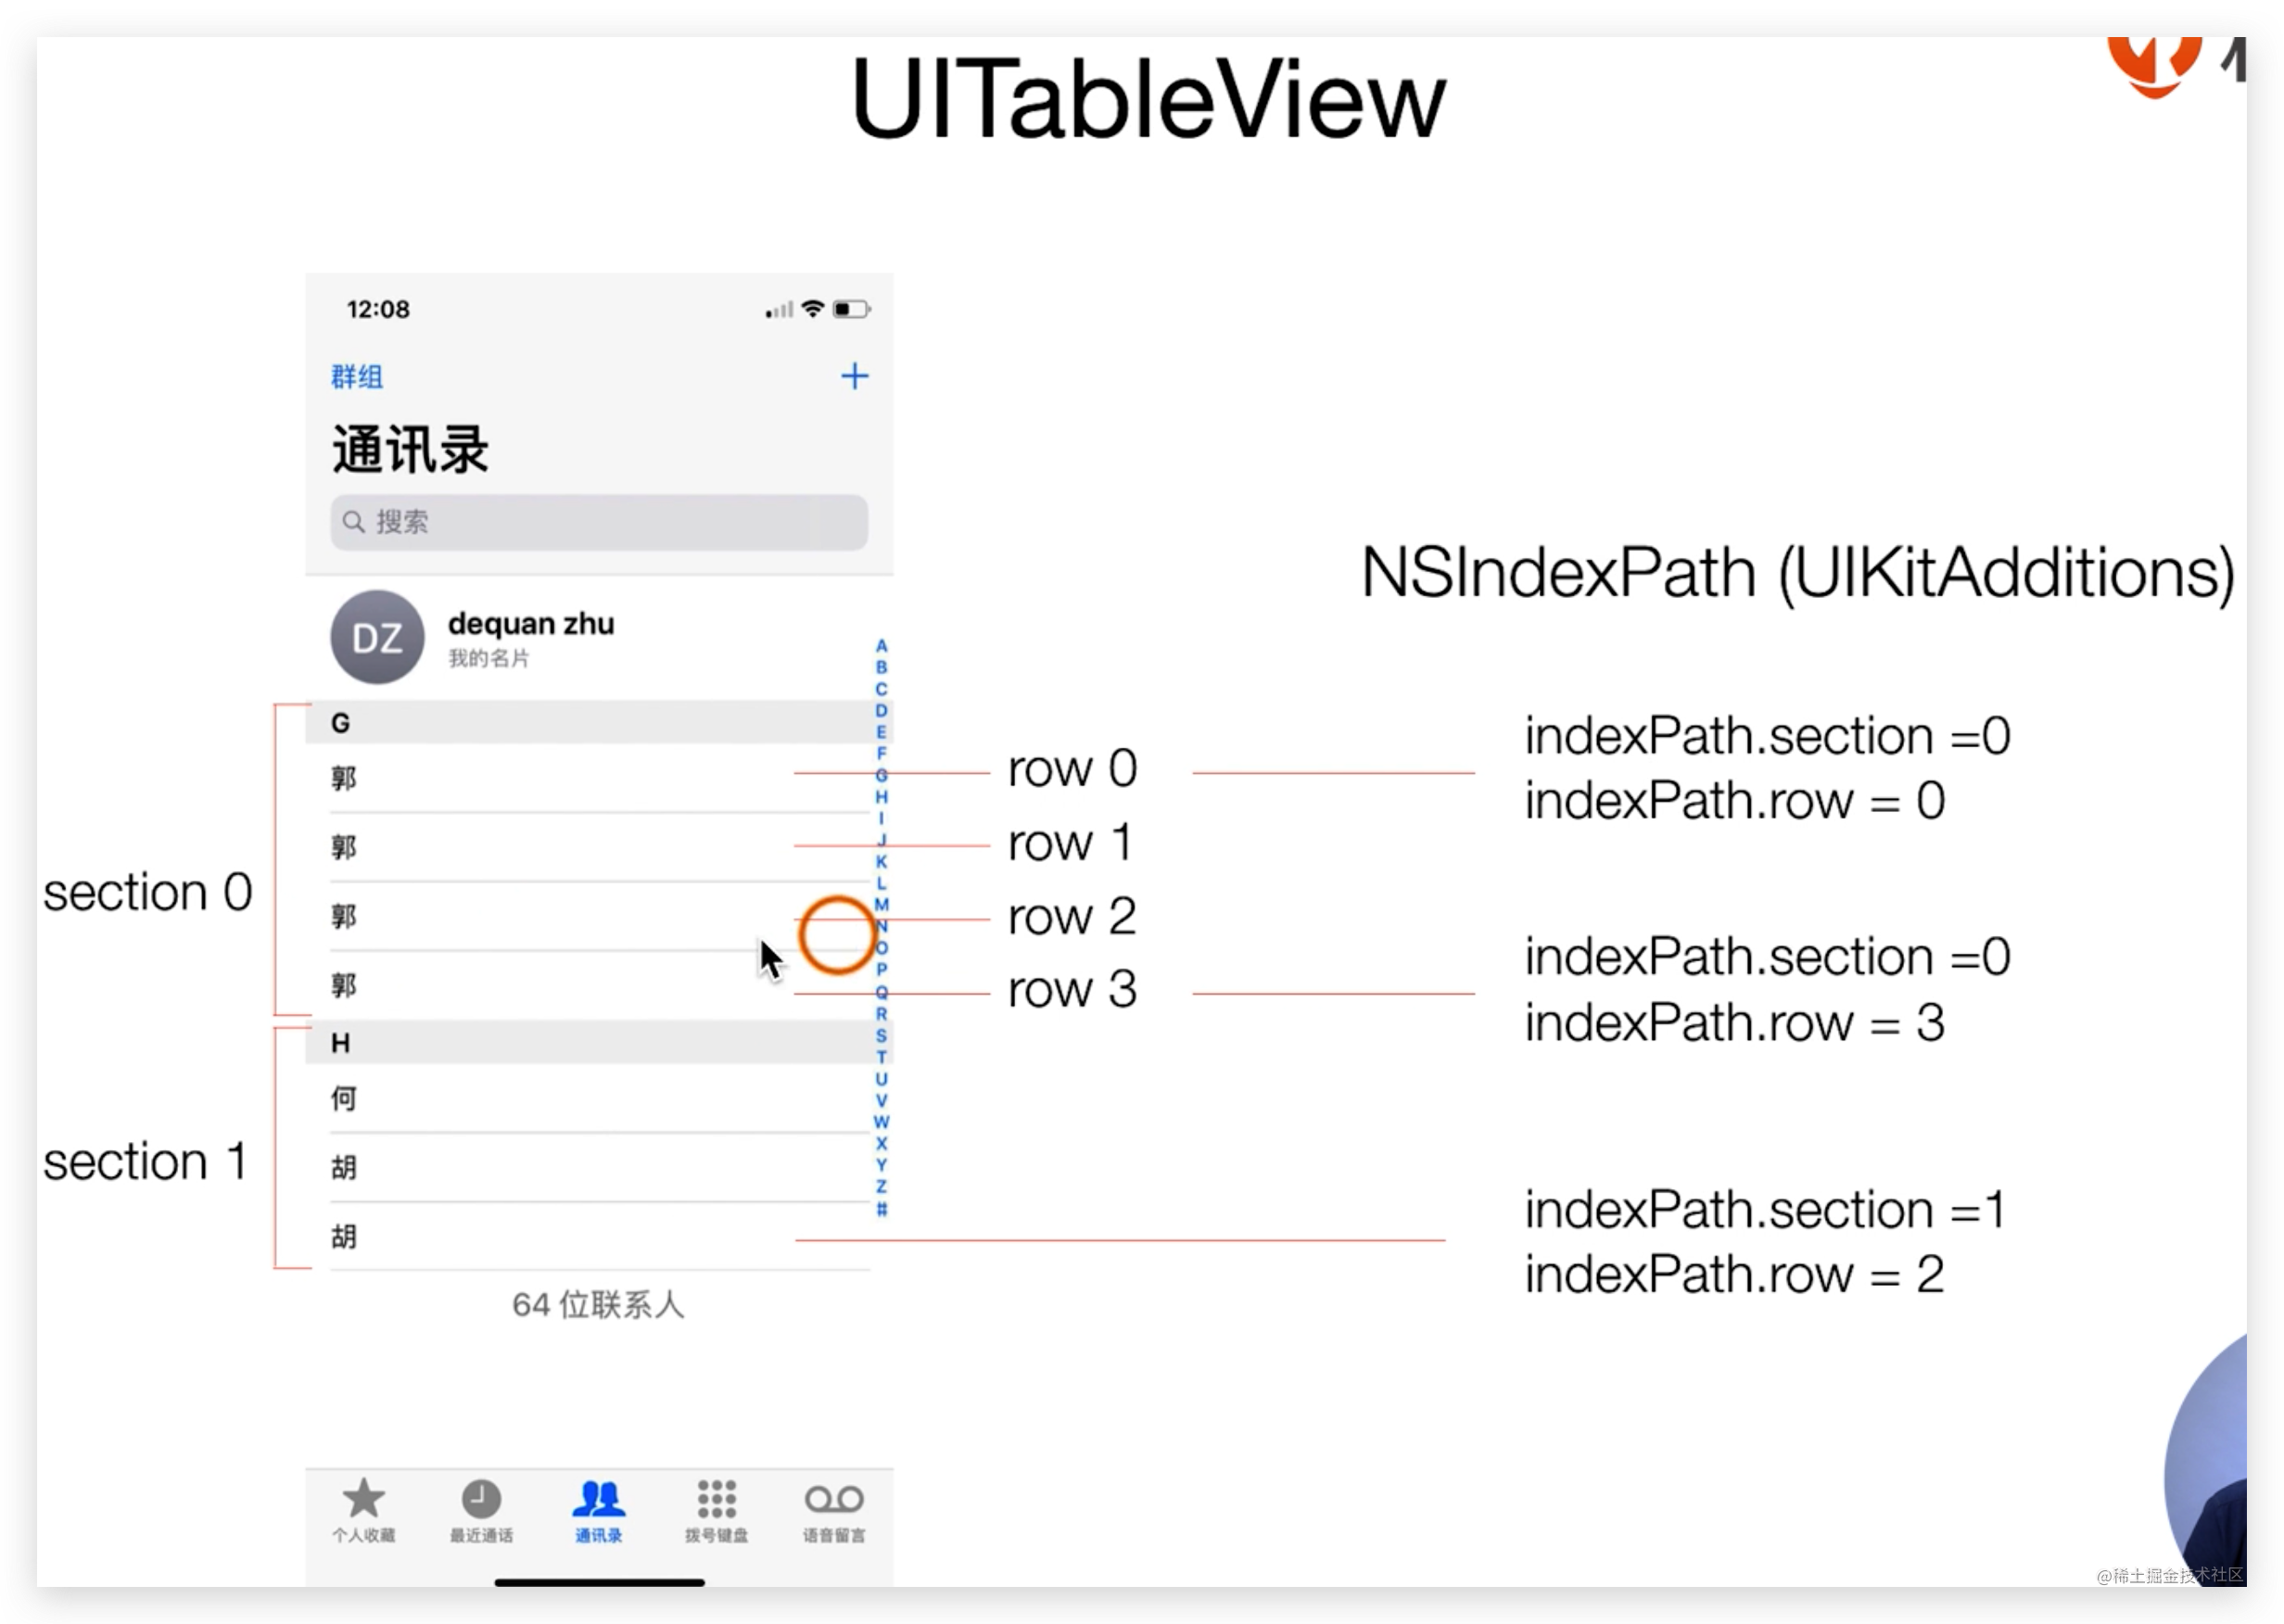 UITableView
12:08
群组
通讯录
搜索
DZ
dequan zhu
我的名片
G
郭
郭
郭
郭
H
何
胡
胡
64 位联系人
A
B
C
D
E
F
G
H
I
J
K
L
M
N
O
P
Q
R
S
T
U
V
W
X
Y
Z
#
个人收藏
最近通话
通讯录
拨号键盘
语音留言
section 0
section 1
row 0
row 1
row 2
row 3
NSIndexPath (UIKitAdditions)
indexPath.section =0
indexPath.row = 0
indexPath.section =0
indexPath.row = 3
indexPath.section =1
indexPath.row = 2
@稀土掘金技术社区